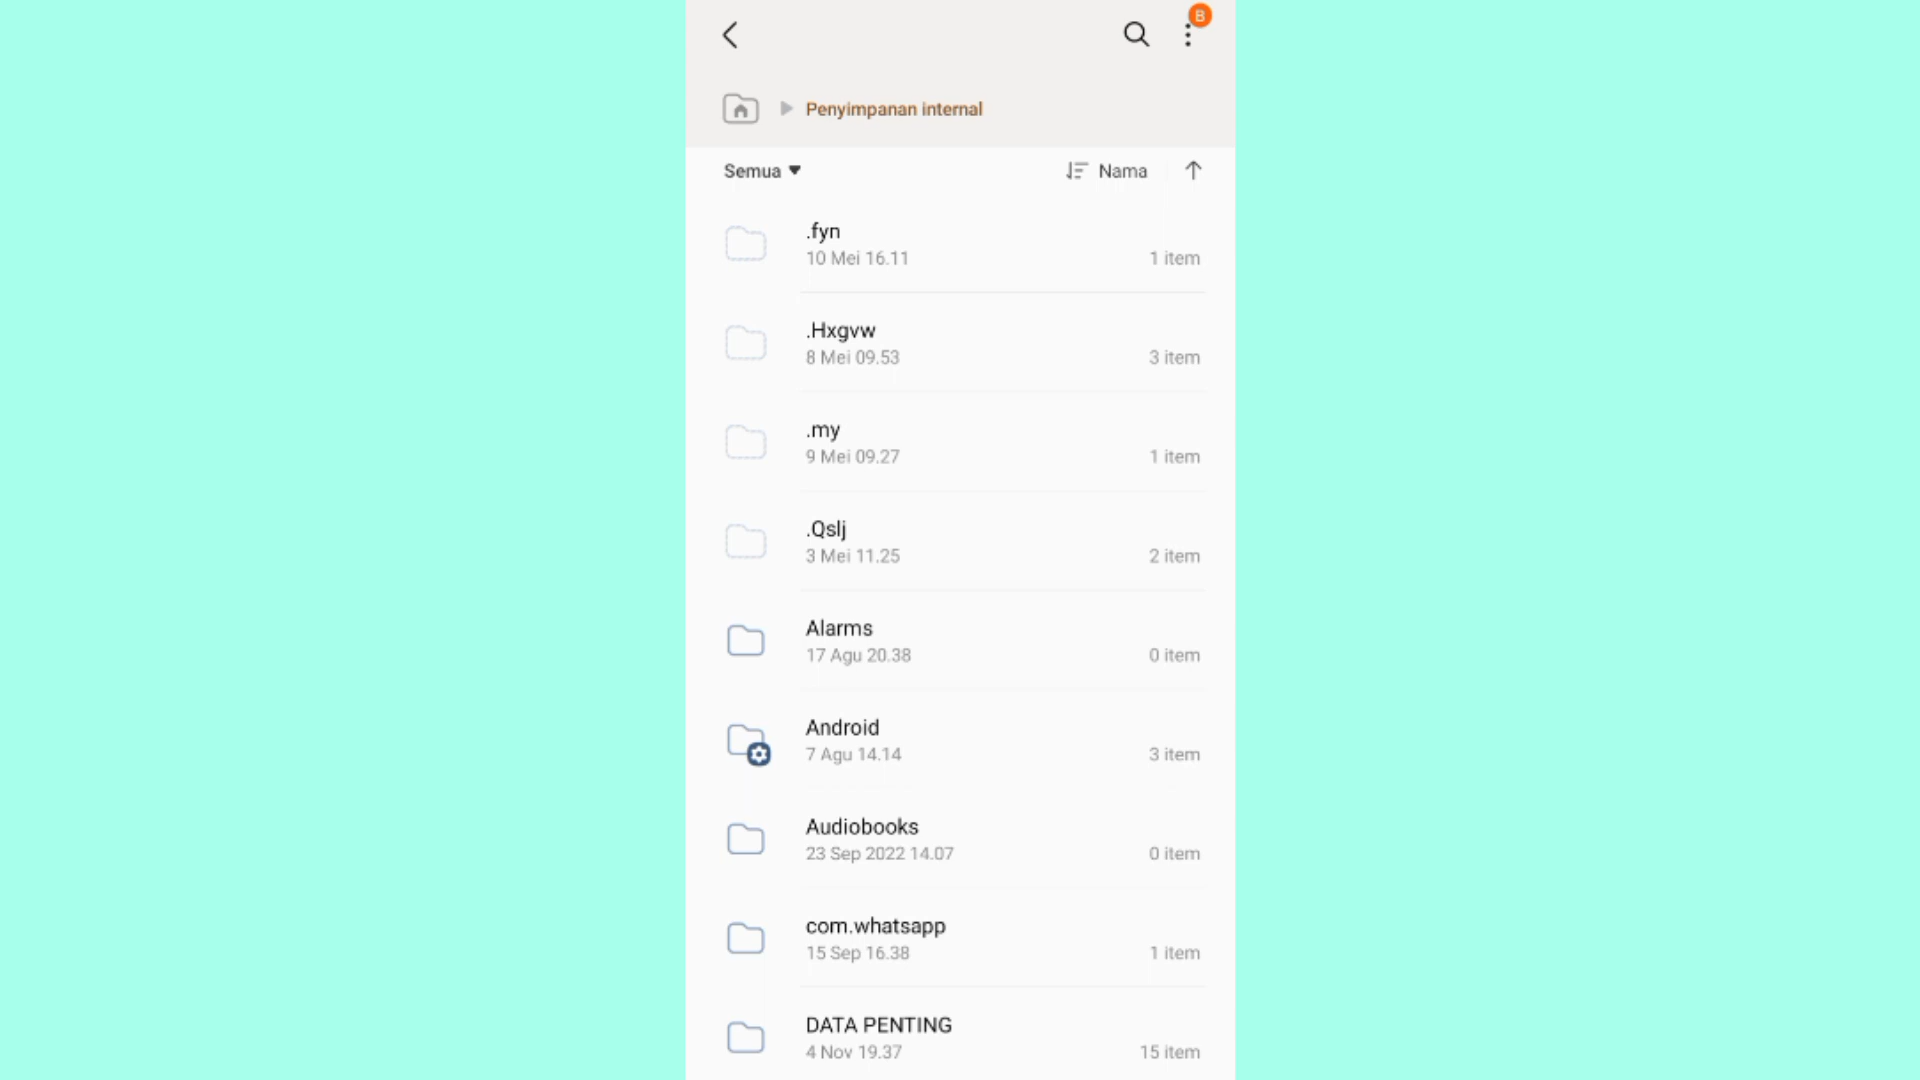 B
Penyimpanan internal
Semua
Nama
.fyn
10 Mei 16.11
1 item
.Hxgvw
8 Mei 09.53
3 item
.my
9 Mei 09.27
1 item
.Qslj
3 Mei 11.25
2 item
Alarms
17 Agu 20.38
0 item
Android
7 Agu 14.14
3 item
Audiobooks
23 Sep 2022 14.07
0 item
com.whatsapp
15 Sep 16.38
1 item
DATA PENTING
4 Nov 19.37
15 item